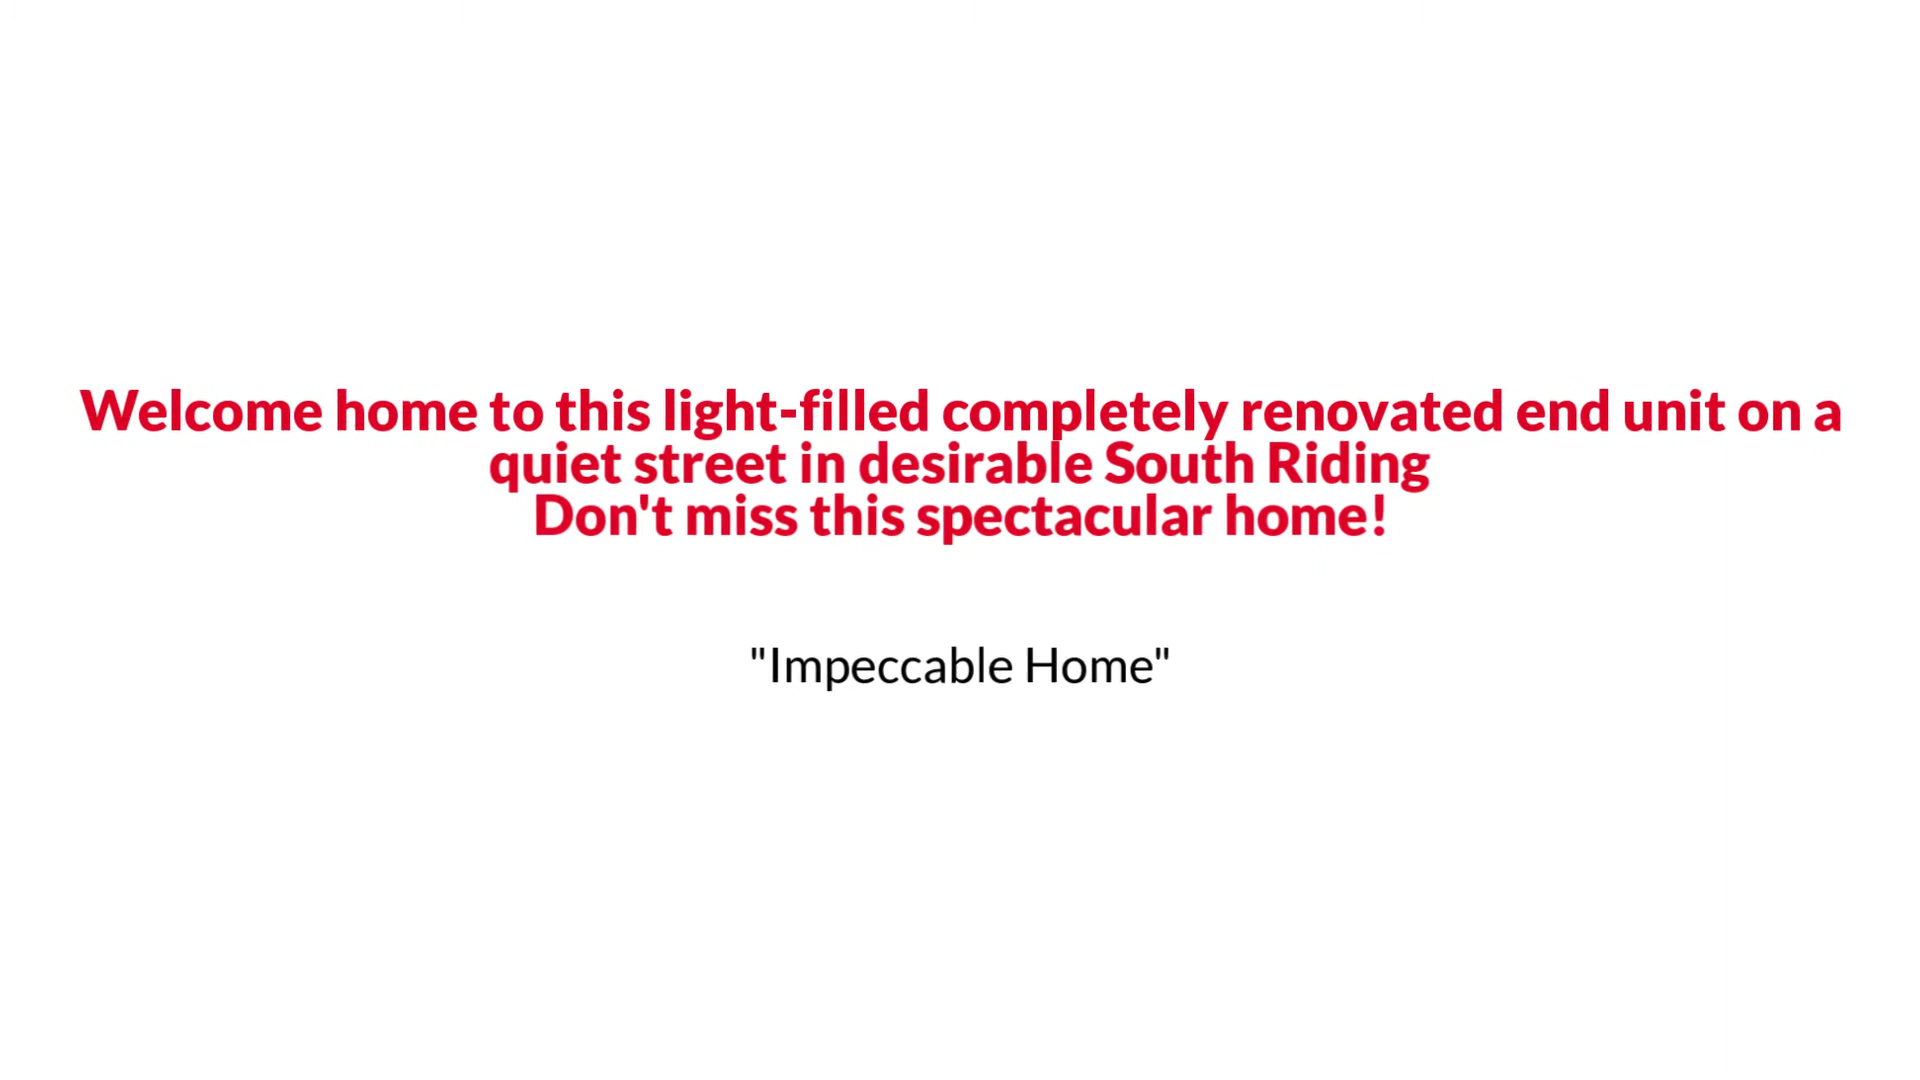 Welcome home to this light-filled completely renovated end unit on a
quiet street in desirable South Riding
Don't miss this spectacular home!
"Impeccable Home"